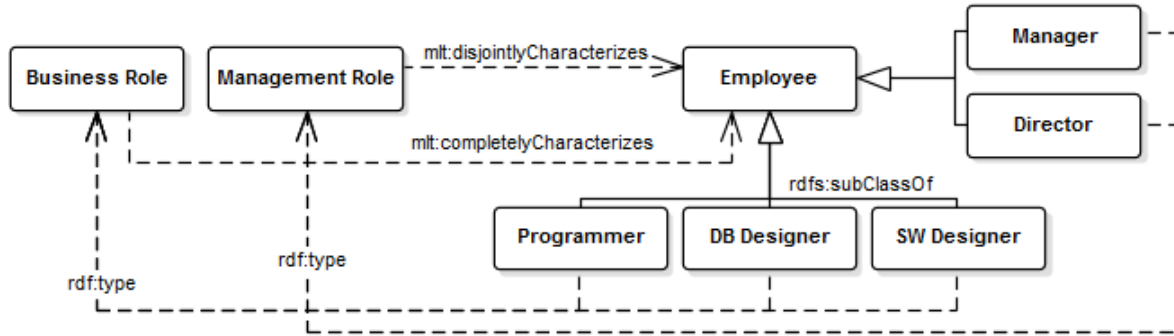 Manager
mlt:disjointlyCharacterizes
Business Role
Management Role
Employee
Director
mlt:completelyCharacterizes
rdfs:subClassOf
Programmer
DB Designer
SW Designer
rdf:type
rdf:type